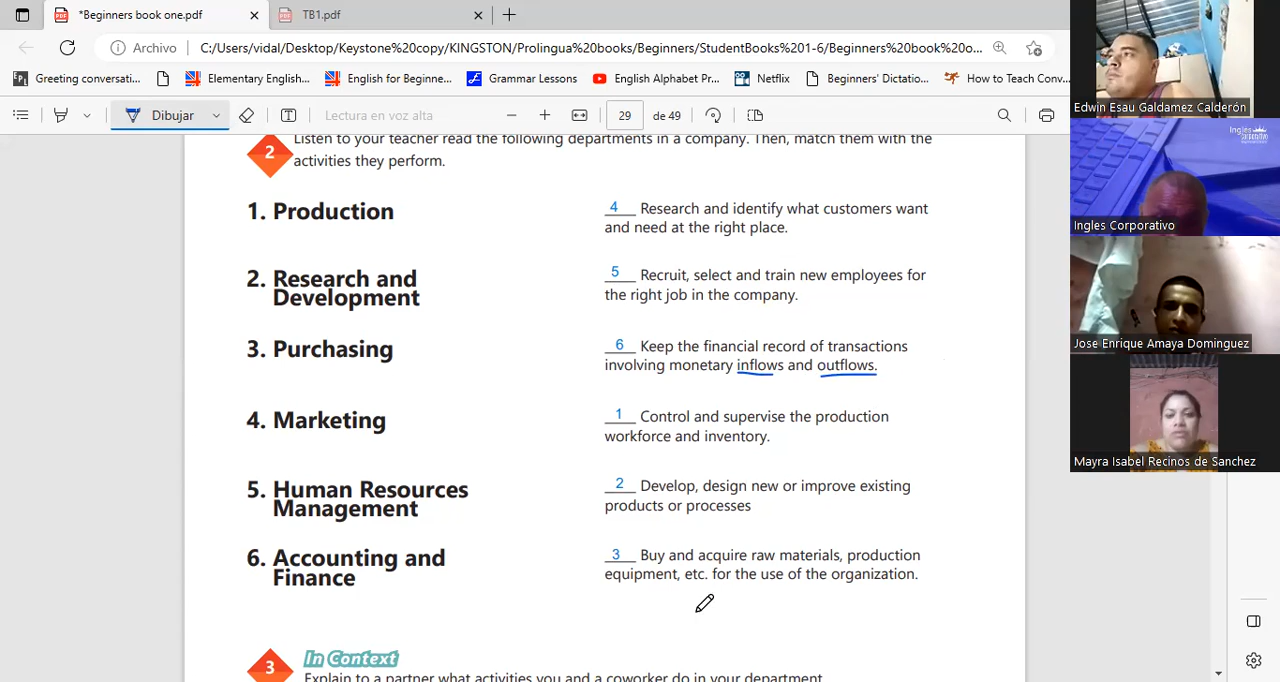 *Beginners book one.pdf
TB1.pdf
Archivo
C:/Users/vidal/Desktop/Keystone%20copy/KINGSTON/Prolingua%20books/Beginners/StudentBooks%201-6/Beginners%20book%20o...
Greeting conversati...
Elementary English...
English for Beginne...
Grammar Lessons
English Alphabet Pr...
Netflix
Beginners' Dictatio...
How to Teach Conv...
Dibujar
Lectura en voz alta
29
de 49
2
Listen to your teacher read the following departments in a company. Then, match them with the
activities they perform.
1. Production
4 Research and identify what customers want
and need at the right place.
2. Research and
Development
5 Recruit, select and train new employees for
the right job in the company.
3. Purchasing
6 Keep the financial record of transactions
involving monetary inflows and outflows.
4. Marketing
1 Control and supervise the production
workforce and inventory.
5. Human Resources
Management
2 Develop, design new or improve existing
products or processes
6. Accounting and
Finance
3 Buy and acquire raw materials, production
equipment, etc. for the use of the organization.
3
In Context
Explain to a partner what activities you and a coworker do in your department.
Edwin Esau Galdamez Calderón
Ingles Corporativo
Jose Enrique Amaya Dominguez
Mayra Isabel Recinos de Sanchez